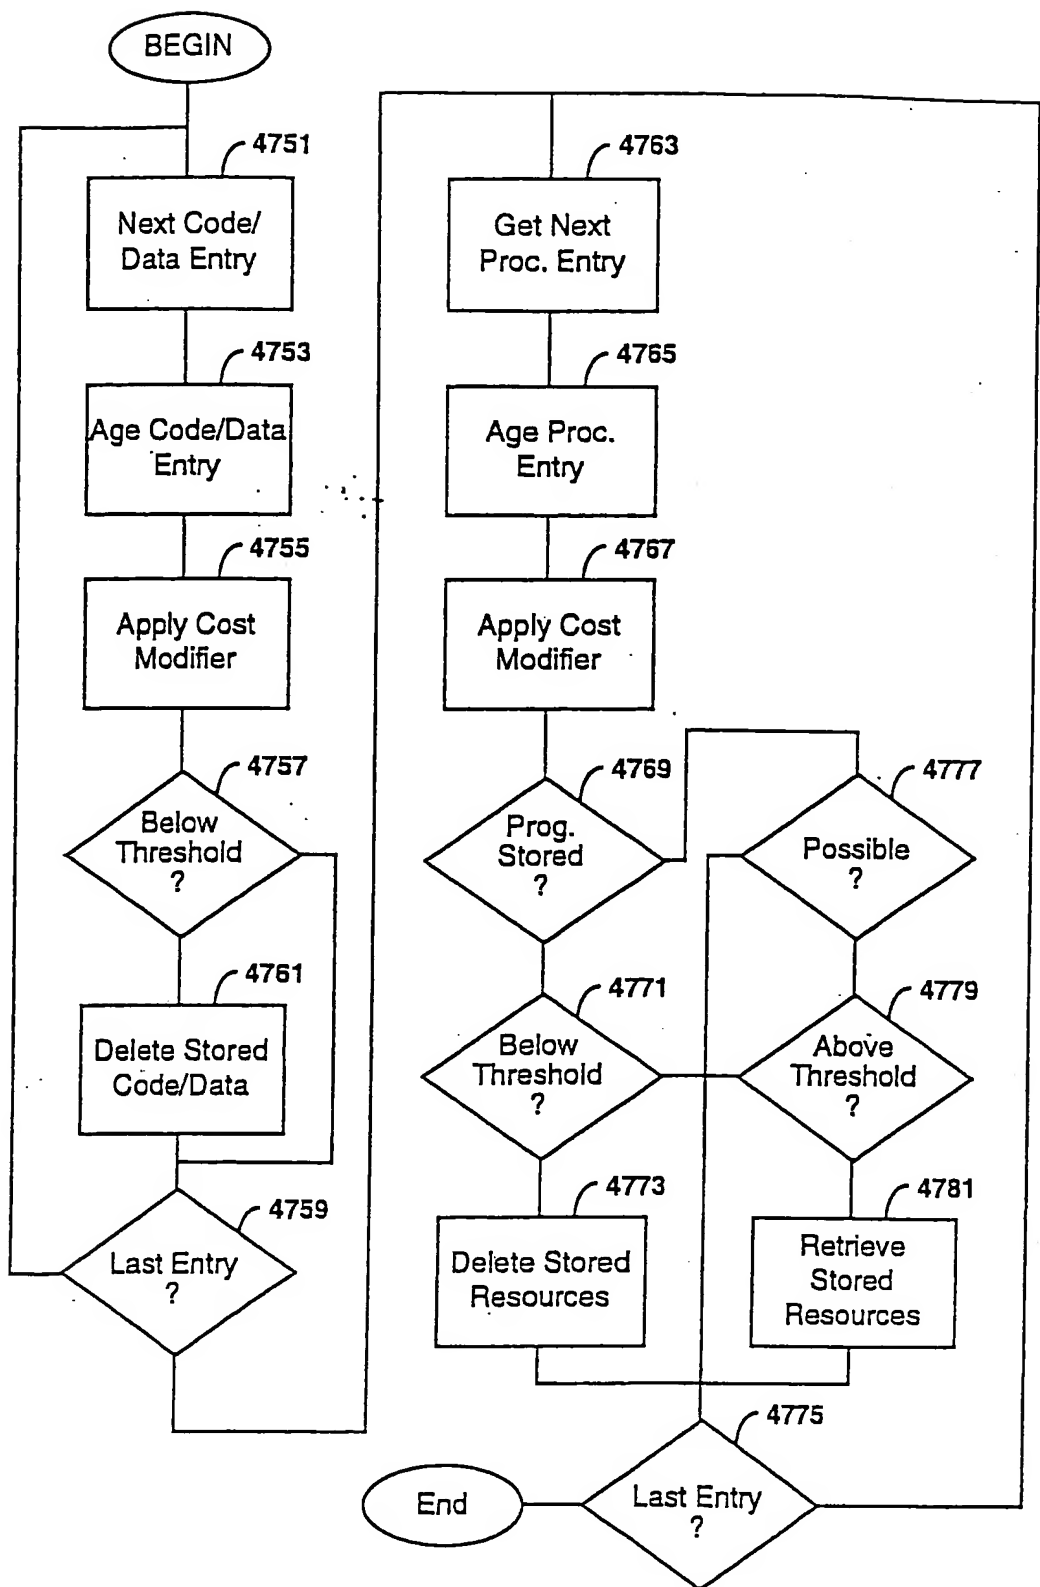 BEGIN
4751
Next Code/
Data Entry
4753
Age Code/Data
Entry
4755
Apply Cost
Modifier
4757
Below
Threshold
?
4761
Delete Stored
Code/Data
4759
Last Entry
?
4763
Get Next
Proc. Entry
4765
Age Proc.
Entry
4767
Apply Cost
Modifier
4769
Prog.
Stored
?
4777
Possible
?
4771
Below
Threshold
?
4779
Above
Threshold
?
4773
Delete Stored
Resources
4781
Retrieve
Stored
Resources
4775
Last Entry
?
End